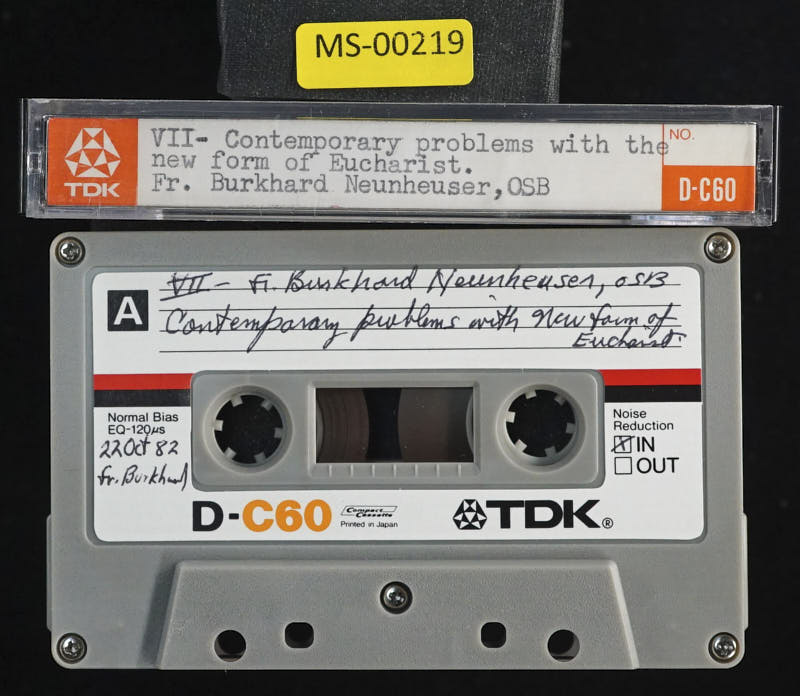 MS-00219
VII- Contemporary problems with the
new form of Eucharist.
Fr. Burkhard Neunheuser, OSB
TDK
NO.
D-C60
A
VII - Fr. Burkhard Neunheuser, OSB
Contemporary problems with New form of
Eucharist
Normal Bias
EQ-120µs
22 Oct 82
Fr. Burkhard
Noise
Reduction
IN
OUT
D-C60
Compact
Cassette
Printed in Japan
TDK®